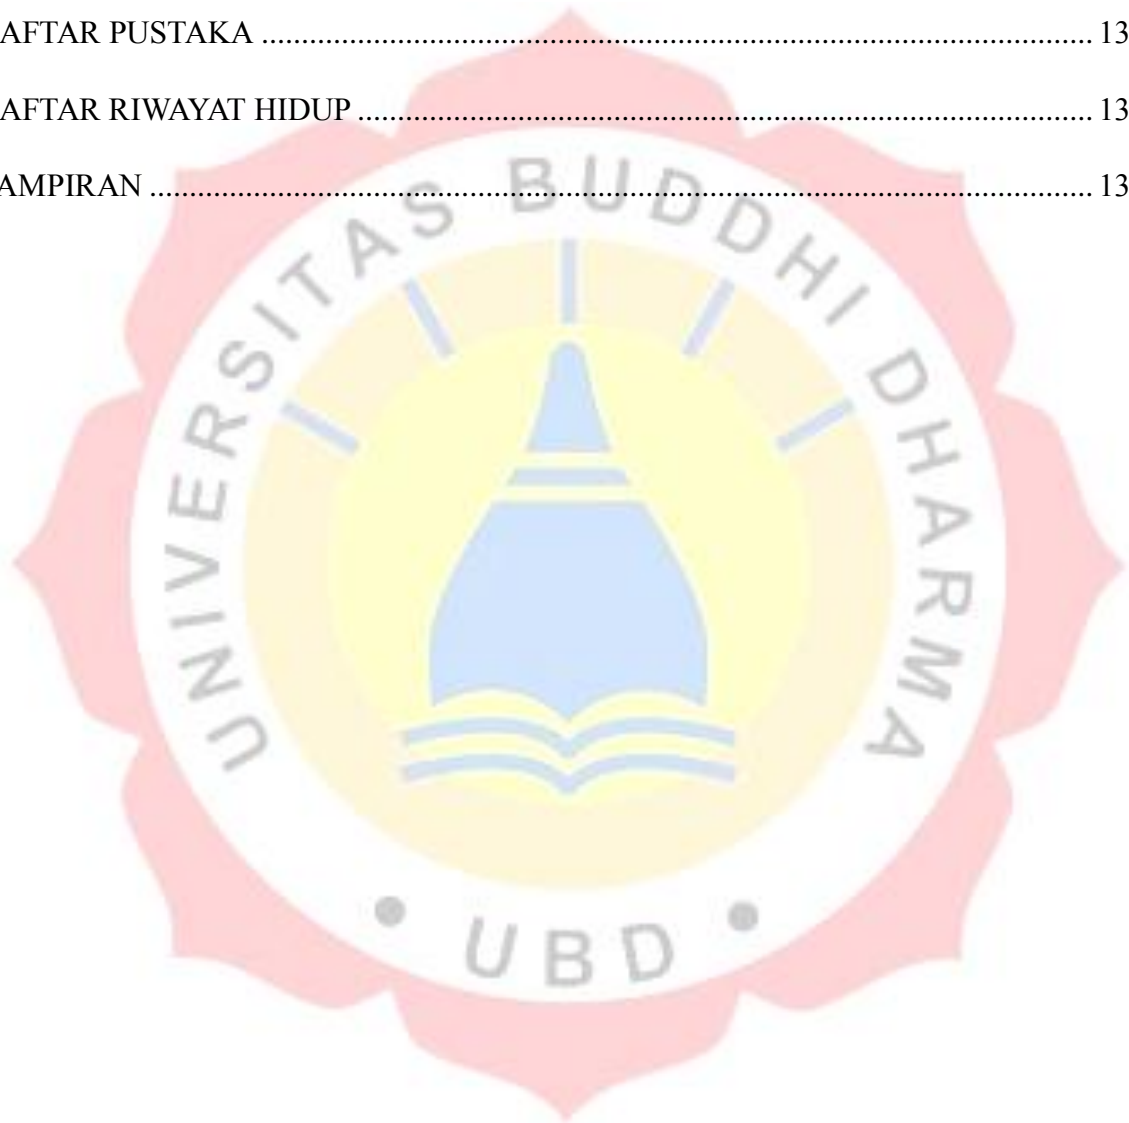 AFTAR PUSTAKA ........................................................................................................ 13
AFTAR RIWAYAT HIDUP ............................................................................................ 13
AMPIRAN ...................................................................................................................... 13
UNIVERSITAS BUDDHI DHARMA
• UBD •